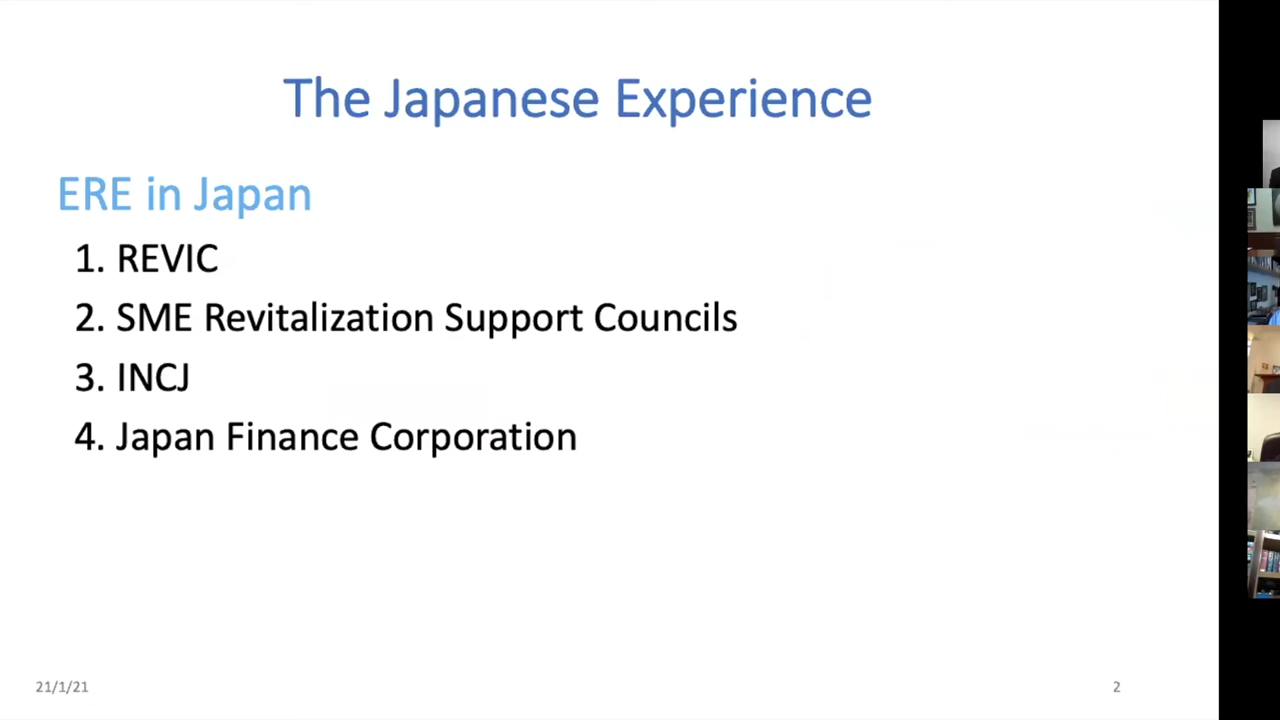 The Japanese Experience
ERE in Japan
1. REVIC
2. SME Revitalization Support Councils
3. INCJ
4. Japan Finance Corporation
21/1/21
2